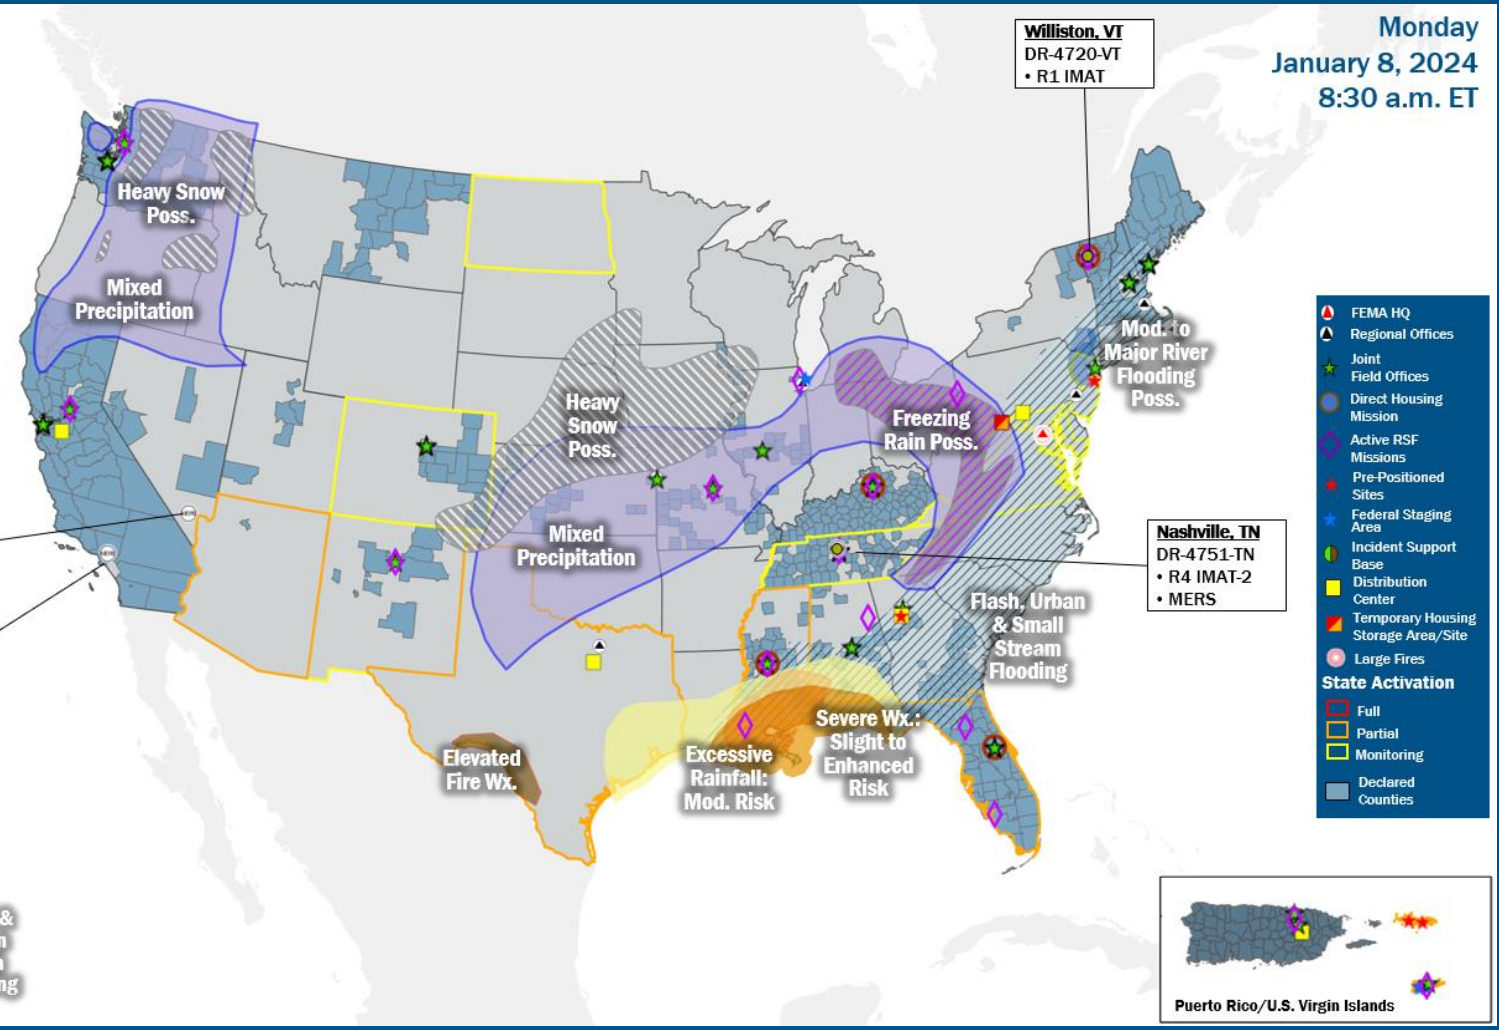 Monday
January 8, 2024
8:30 a.m. ET
Williston, VT
DR-4720-VT
• R1 IMAT
Heavy Snow
Poss.
Mixed
Precipitation
Heavy
Snow
Poss.
Mixed
Precipitation
Freezing
Rain Poss.
Mod. to
Major River
Flooding
Poss.
Nashville, TN
DR-4751-TN
• R4 IMAT-2
• MERS
Flash, Urban
& Small
Stream
Flooding
Elevated
Fire Wx.
Excessive
Rainfall:
Mod. Risk
Severe Wx.:
Slight to
Enhanced
Risk
FEMA HQ
Regional Offices
Joint
Field Offices
Direct Housing
Mission
Active RSF
Missions
Pre-Positioned
Sites
Federal Staging
Area
Incident Support
Base
Distribution
Center
Temporary Housing
Storage Area/Site
Large Fires
State Activation
Full
Partial
Monitoring
Declared
Counties
&
n
ng
Puerto Rico/U.S. Virgin Islands